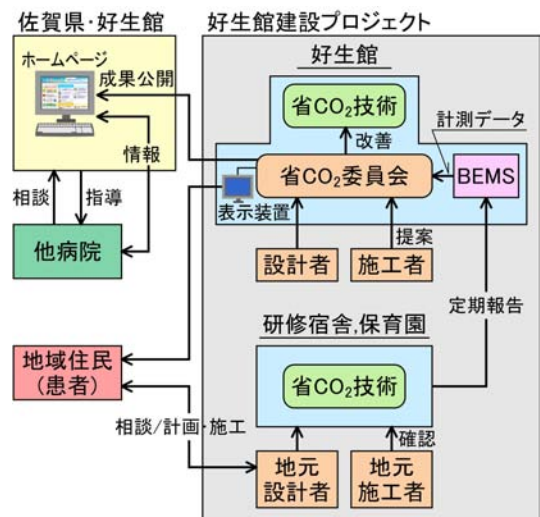 佐賀県・好生館
ホームページ
成果公開
情報
相談
指導
他病院
地域住民
(患者)
相談/計画・施工
好生館建設プロジェクト
好生館
省CO₂技術
改善
計測データ
省CO₂委員会
BEMS
表示装置
提案
設計者
施工者
定期報告
研修宿舎,保育園
省CO₂技術
確認
地元
設計者
地元
施工者